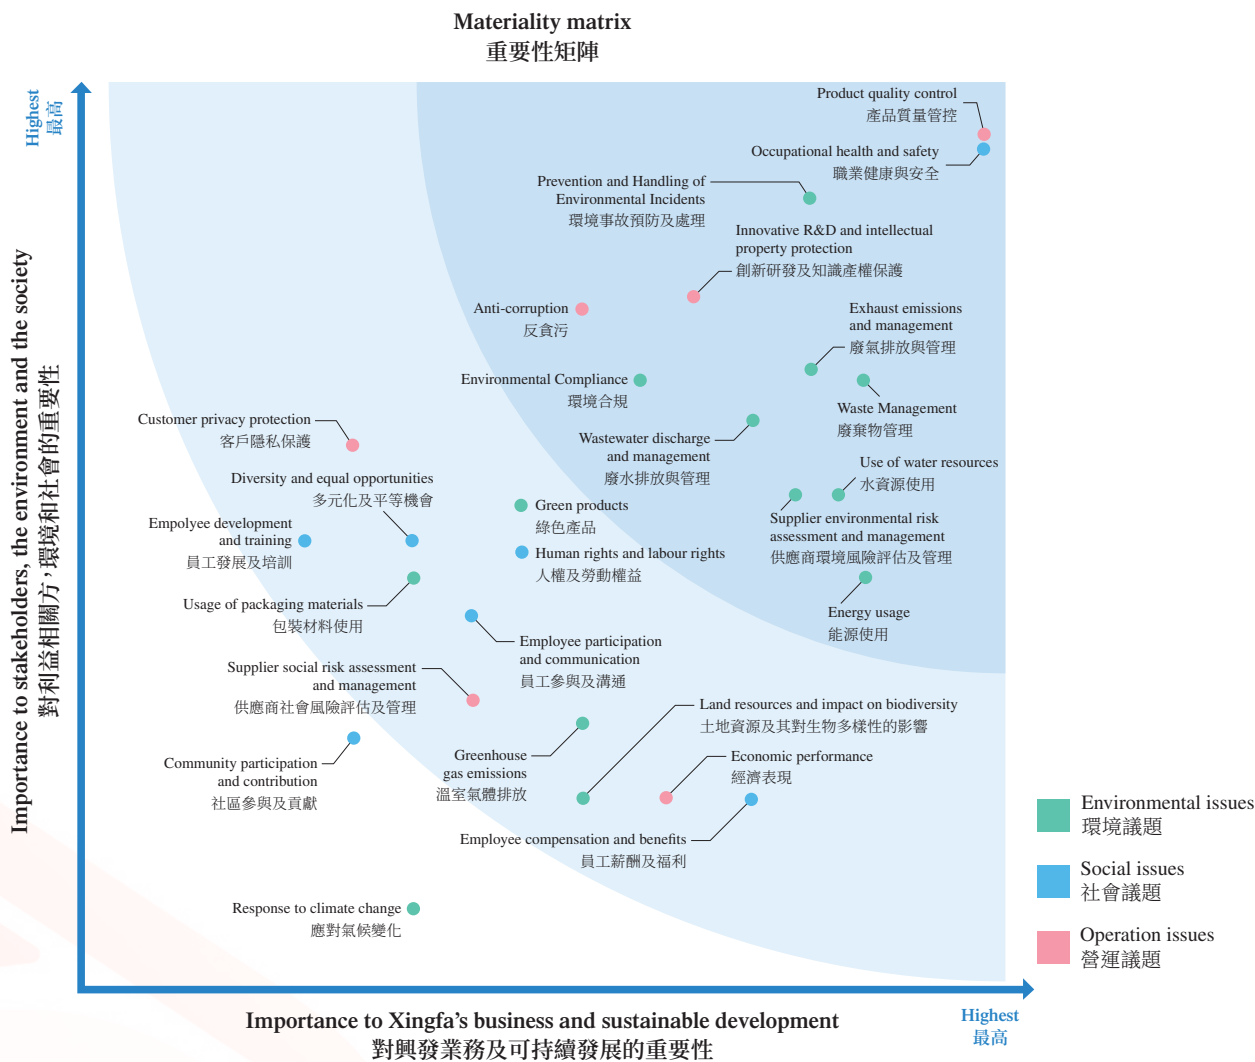 Materiality matrix
重要性矩陣
Highest
最高
Importance to stakeholders, the environment and the society
對利益相關方，環境和社會的重要性
Product quality control
產品質量管控
Occupational health and safety
職業健康與安全
Prevention and Handling of
Environmental Incidents
環境事故預防及處理
Innovative R&D and intellectual
property protection
創新研發及知識產權保護
Anti-corruption
反貪污
Exhaust emissions
and management
廢氣排放與管理
Environmental Compliance
環境合規
Waste Management
廢棄物管理
Customer privacy protection
客戶隱私保護
Wastewater discharge
and management
廢水排放與管理
Use of water resources
水資源使用
Diversity and equal opportunities
多元化及平等機會
Green products
綠色產品
Supplier environmental risk
assessment and management
供應商環境風險評估及管理
Empolyee development
and training
員工發展及培訓
Human rights and labour rights
人權及勞動權益
Usage of packaging materials
包裝材料使用
Energy usage
能源使用
Employee participation
and communication
員工參與及溝通
Supplier social risk assessment
and management
供應商社會風險評估及管理
Land resources and impact on biodiversity
土地資源及其對生物多樣性的影響
Greenhouse
gas emissions
溫室氣體排放
Economic performance
經濟表現
Community participation
and contribution
社區參與及貢獻
Employee compensation and benefits
員工薪酬及福利
Response to climate change
應對氣候變化
Environmental issues
環境議題
Social issues
社會議題
Operation issues
營運議題
Importance to Xingfa's business and sustainable development
對興發業務及可持續發展的重要性
Highest
最高